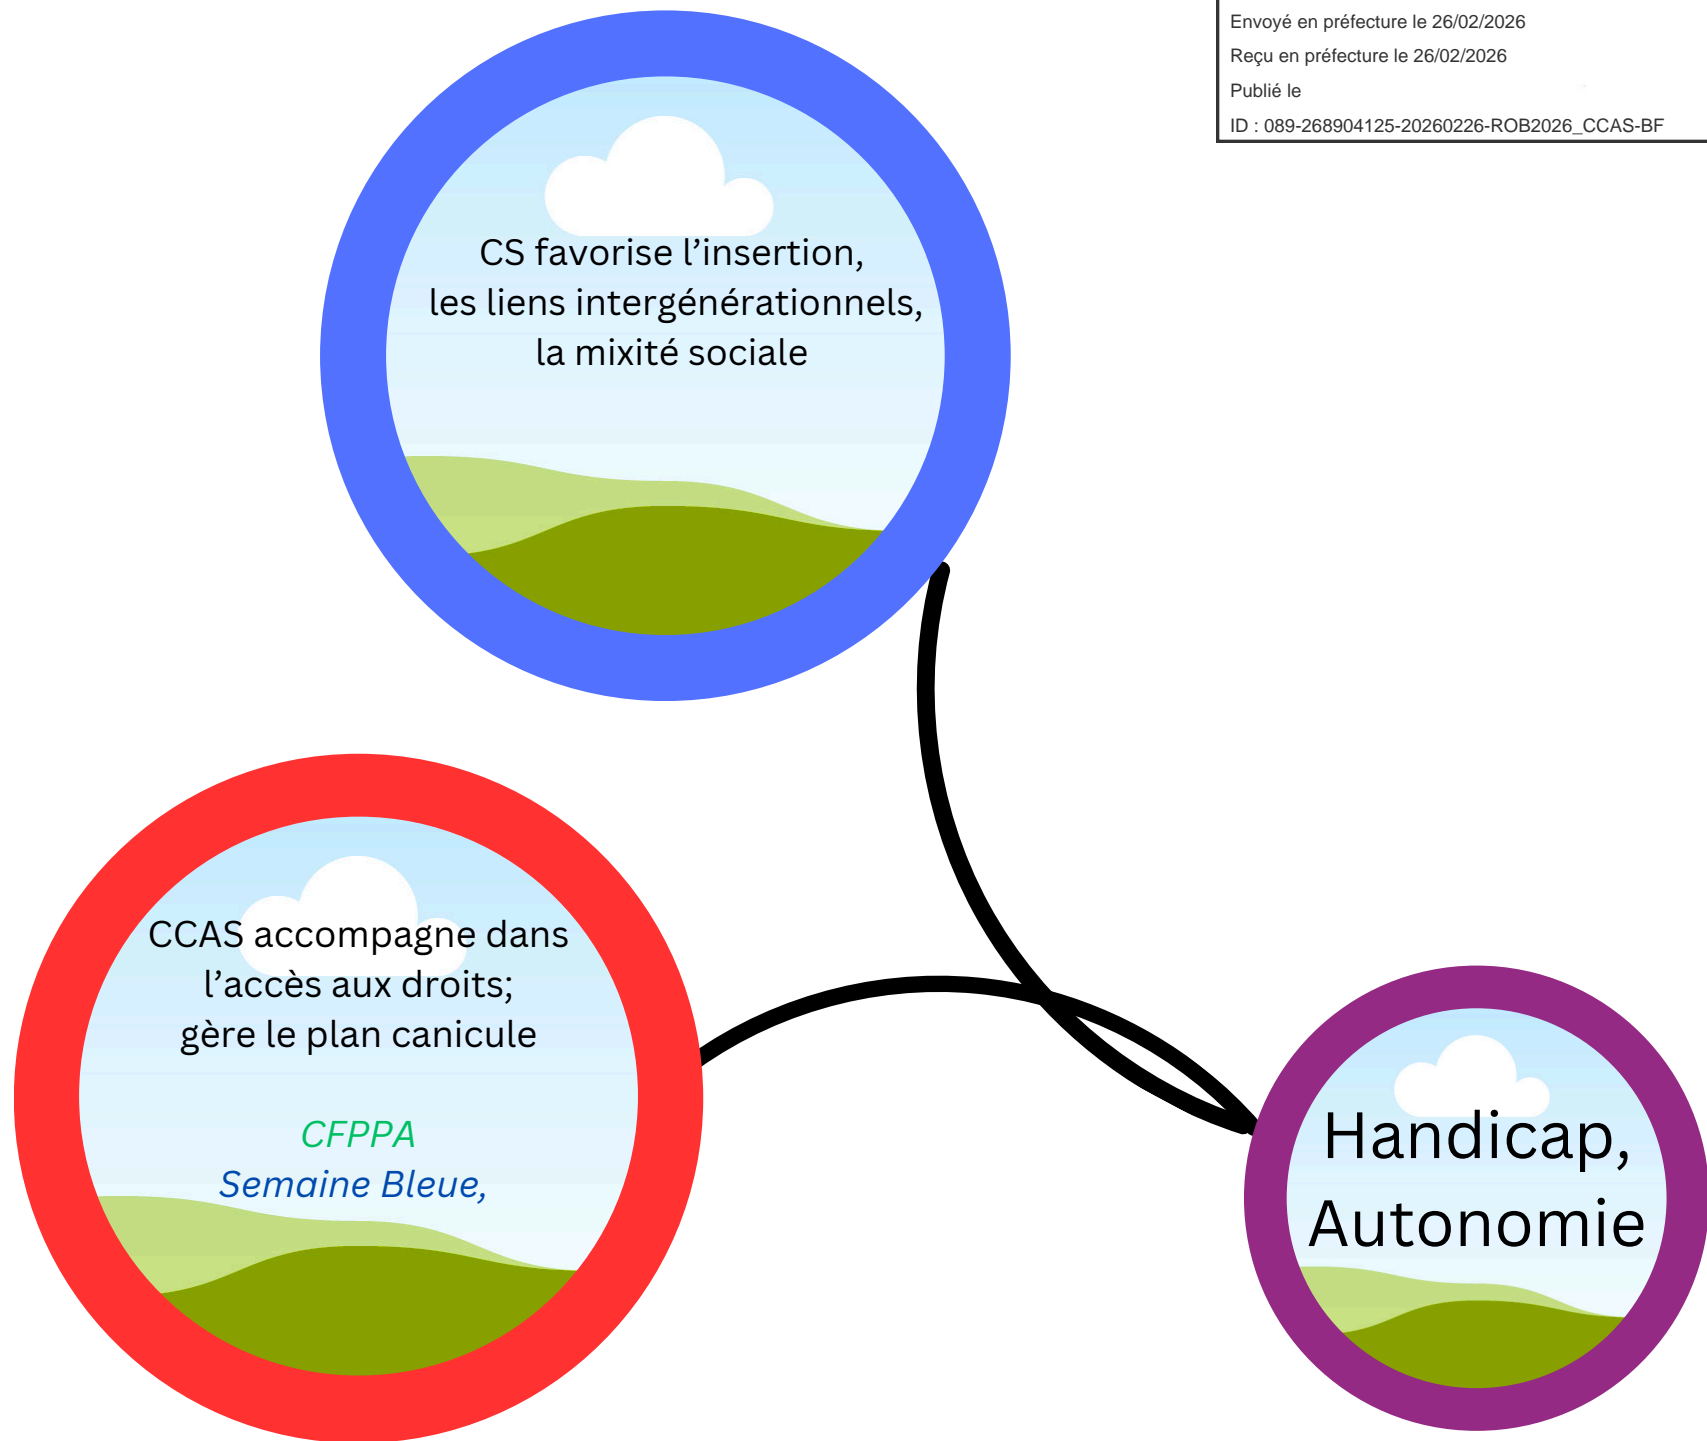 Envoyé en préfecture le 26/02/2026
Reçu en préfecture le 26/02/2026
Publié le
ID : 089-268904125-20260226-ROB2026_CCAS-BF
CS favorise l’insertion,
les liens intergénérationnels,
la mixité sociale
CCAS accompagne dans
l’accès aux droits;
gère le plan canicule
CFPPA
Semaine Bleue,
Handicap,
Autonomie